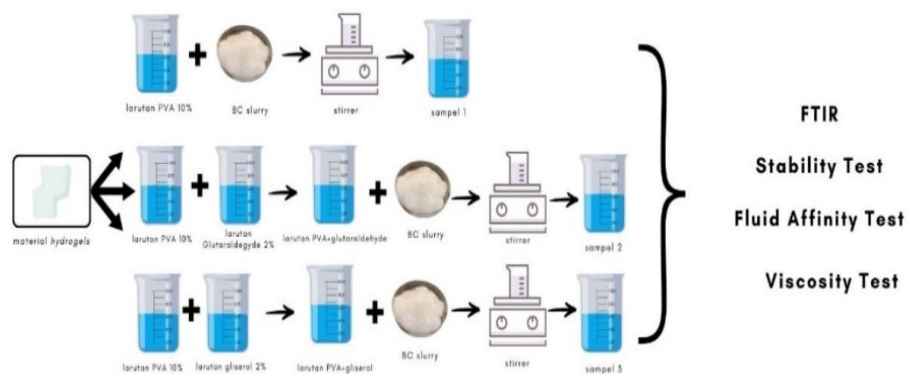 larutan PVA 10%
BC slurry
stirrer
sampel 1
material hydrogels
larutan PVA 10%
larutan
Glutaraldegyde 2%
larutan PVA+glutaraldehyde
BC slurry
stirrer
sampel 2
larutan PVA 10%
larutan gliserol 2%
larutan PVA+gliserol
BC slurry
stirrer
sampel 3
FTIR
Stability Test
Fluid Affinity Test
Viscosity Test